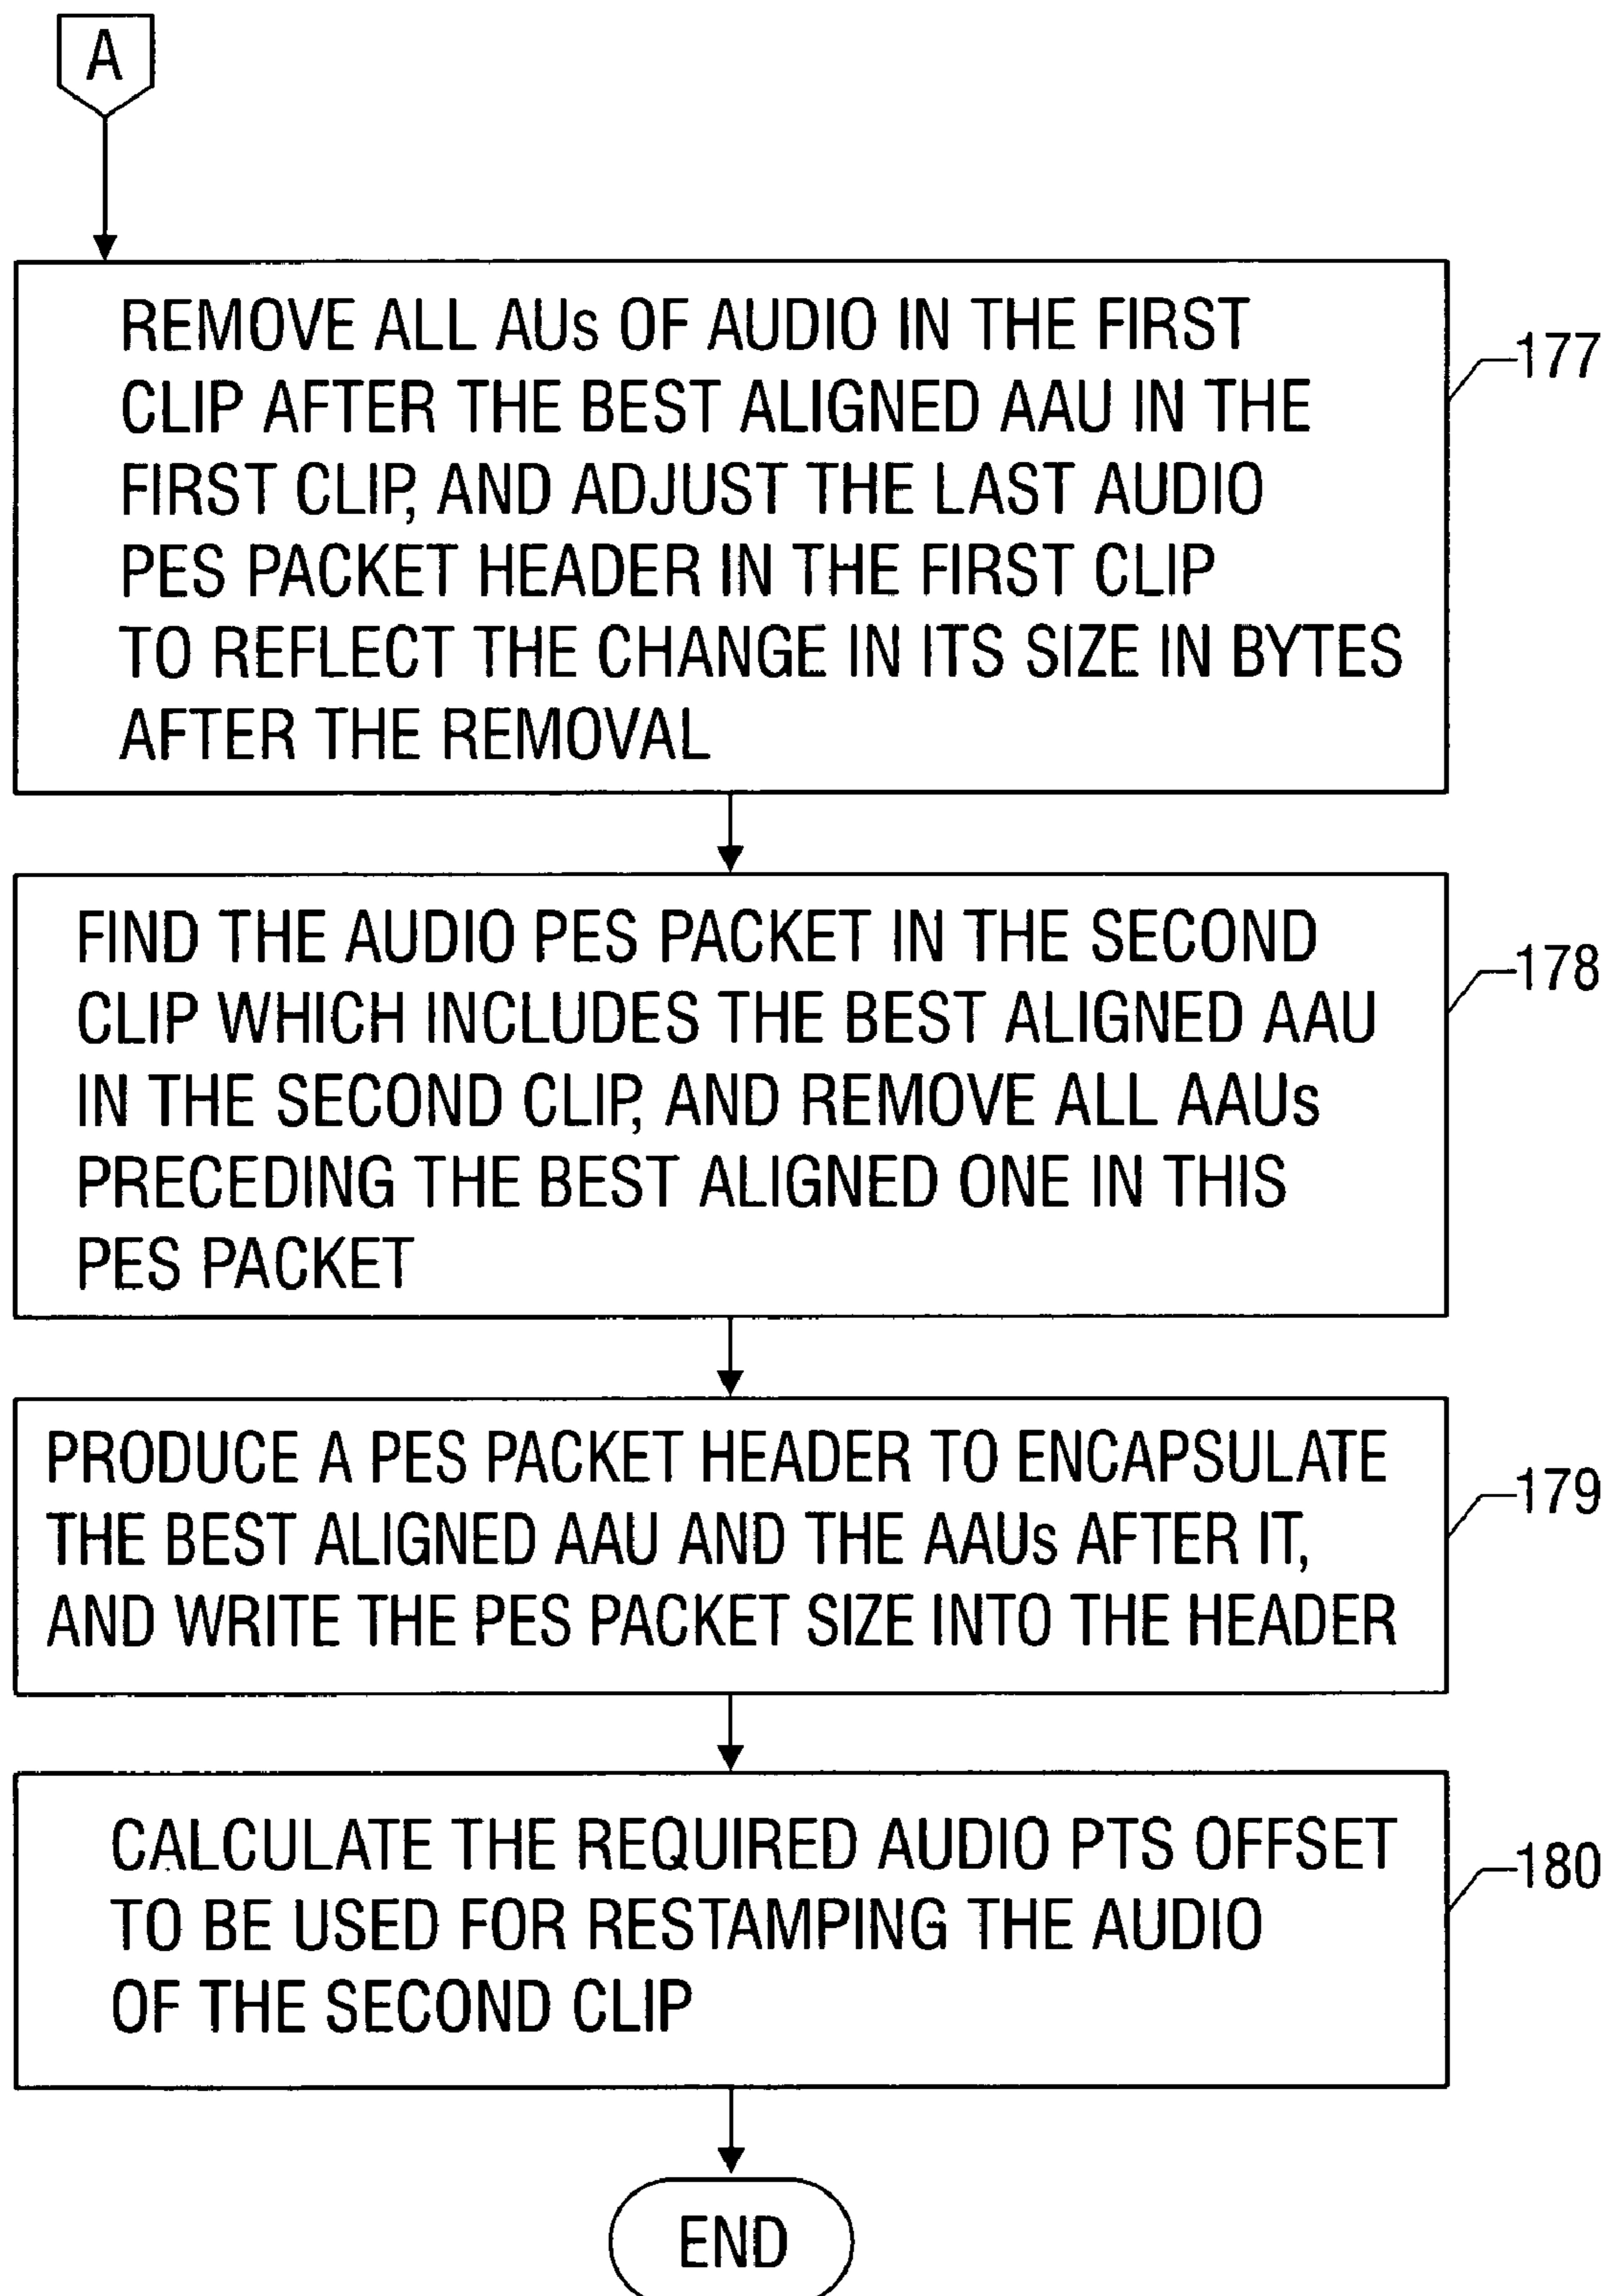 A
REMOVE ALL AUs OF AUDIO IN THE FIRST
CLIP AFTER THE BEST ALIGNED AAU IN THE
FIRST CLIP, AND ADJUST THE LAST AUDIO
PES PACKET HEADER IN THE FIRST CLIP
TO REFLECT THE CHANGE IN ITS SIZE IN BYTES
AFTER THE REMOVAL
177
FIND THE AUDIO PES PACKET IN THE SECOND
CLIP WHICH INCLUDES THE BEST ALIGNED AAU
IN THE SECOND CLIP, AND REMOVE ALL AAUs
PRECEDING THE BEST ALIGNED ONE IN THIS
PES PACKET
178
PRODUCE A PES PACKET HEADER TO ENCAPSULATE
THE BEST ALIGNED AAU AND THE AAUs AFTER IT,
AND WRITE THE PES PACKET SIZE INTO THE HEADER
179
CALCULATE THE REQUIRED AUDIO PTS OFFSET
TO BE USED FOR RESTAMPING THE AUDIO
OF THE SECOND CLIP
180
END